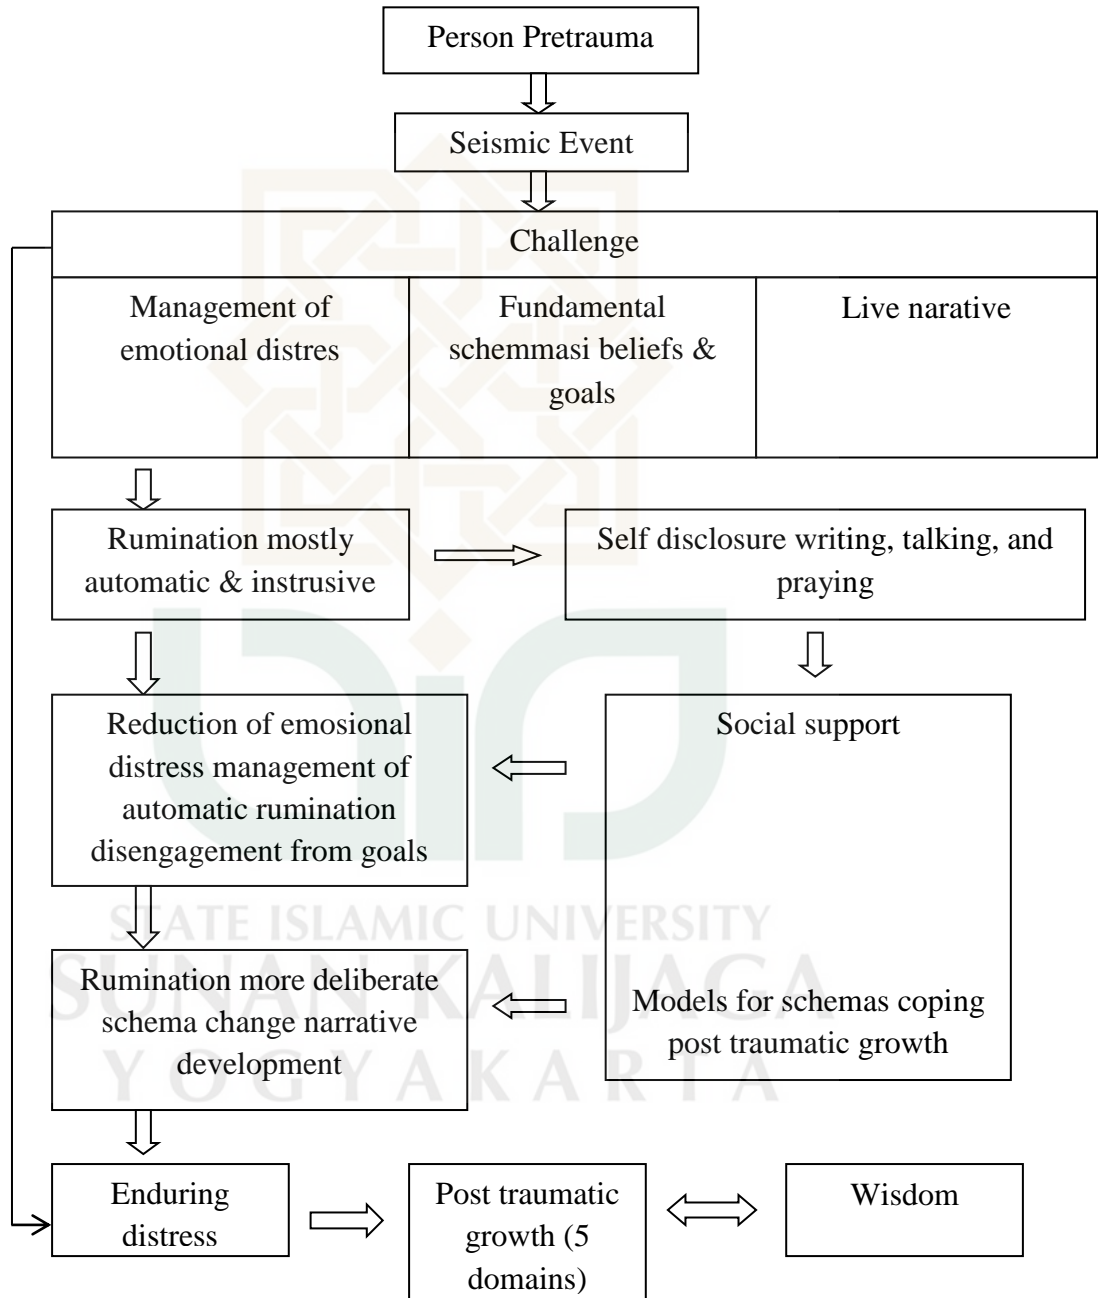 Person Pretrauma
Seismic Event
Challenge
Management of
emotional distres
Fundamental
schemmasi beliefs &
goals
Live narative
Rumination mostly
automatic & instrusive
Self disclosure writing, talking, and
praying
Reduction of emosional
distress management of
automatic rumination
disengagement from goals
Social support
Models for schemas coping
post traumatic growth
Rumination more deliberate
schema change narrative
development
STATE ISLAMIC UNIVERSITY
SUNAN KALIJAGA
YOGYAKARTA
Enduring
distress
Post traumatic
growth (5
domains)
Wisdom